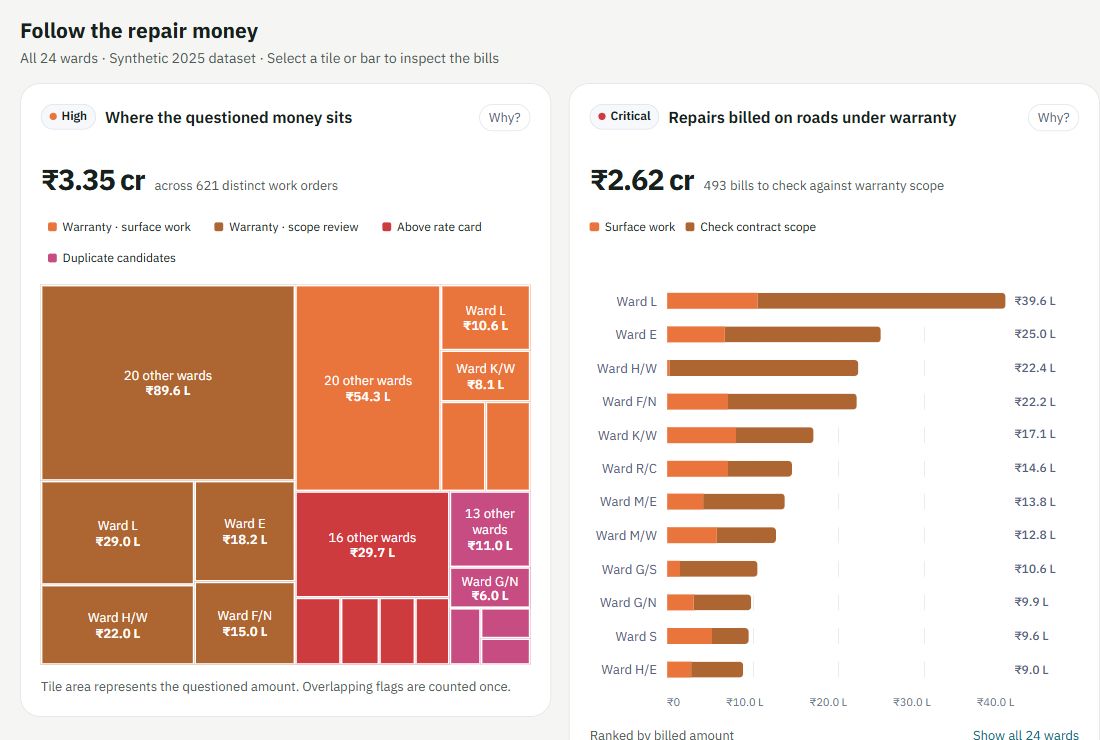 Follow the repair money
All 24 wards · Synthetic 2025 dataset · Select a tile or bar to inspect the bills
High
Where the questioned money sits
Why?
₹3.35 cr across 621 distinct work orders
Warranty · surface work
Warranty · scope review
Above rate card
Duplicate candidates
20 other wards
₹89.6 L
20 other wards
₹54.3 L
Ward L
₹10.6 L
Ward K/W
₹8.1 L
Ward L
₹29.0 L
Ward E
₹18.2 L
Ward H/W
₹22.0 L
Ward F/N
₹15.0 L
16 other wards
₹29.7 L
13 other
wards
₹11.0 L
Ward G/N
₹6.0 L
Tile area represents the questioned amount. Overlapping flags are counted once.
Critical
Repairs billed on roads under warranty
Why?
₹2.62 cr 493 bills to check against warranty scope
Surface work
Check contract scope
Ward L ₹39.6 L
Ward E ₹25.0 L
Ward H/W ₹22.4 L
Ward F/N ₹22.2 L
Ward K/W ₹17.1 L
Ward R/C ₹14.6 L
Ward M/E ₹13.8 L
Ward M/W ₹12.8 L
Ward G/S ₹10.6 L
Ward G/N ₹9.9 L
Ward S ₹9.6 L
Ward H/E ₹9.0 L
₹0 ₹10.0 L ₹20.0 L ₹30.0 L ₹40.0 L
Ranked by billed amount
Show all 24 wards